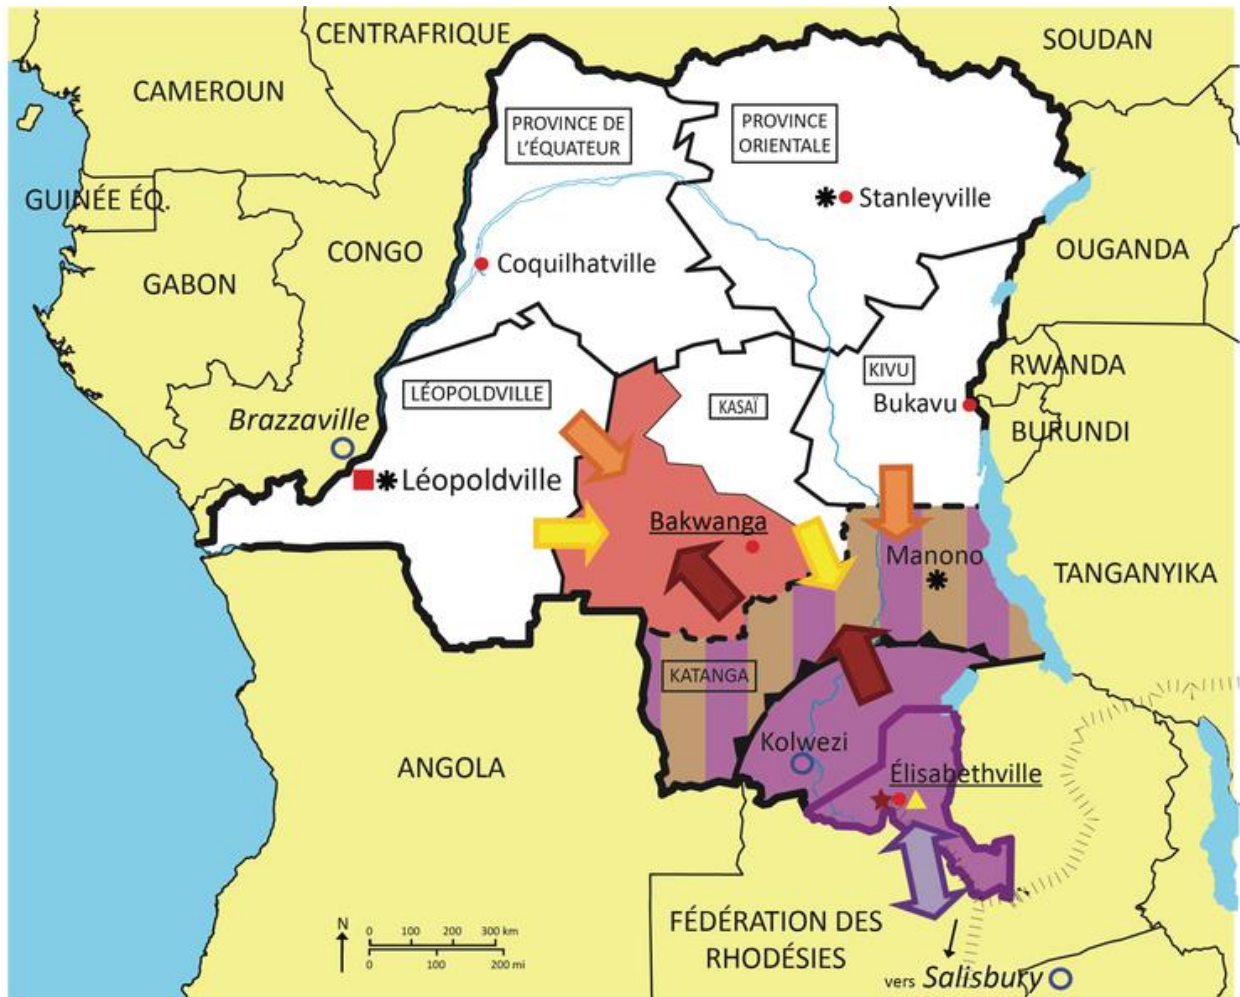 CENTRAFRIQUE
SOUDAN
CAMEROUN
PROVINCE DE
L'ÉQUATEUR
PROVINCE
ORIENTALE
GUINÉE ÉQ.
Stanleyville
CONGO
OUGANDA
Coquilhatville
GABON
RWANDA
KIVU
LÉOPOLDVILLE
KASAÏ
Bukavu
Brazzaville
BURUNDI
Léopoldville
Bakwanga
Manono
TANGANYIKA
KATANGA
Kolwezi
ANGOLA
Élisabethville
FÉDÉRATION DES
RHODÉSIES
N
0 100 200 300 km
0 100 200 mi
vers Salisbury